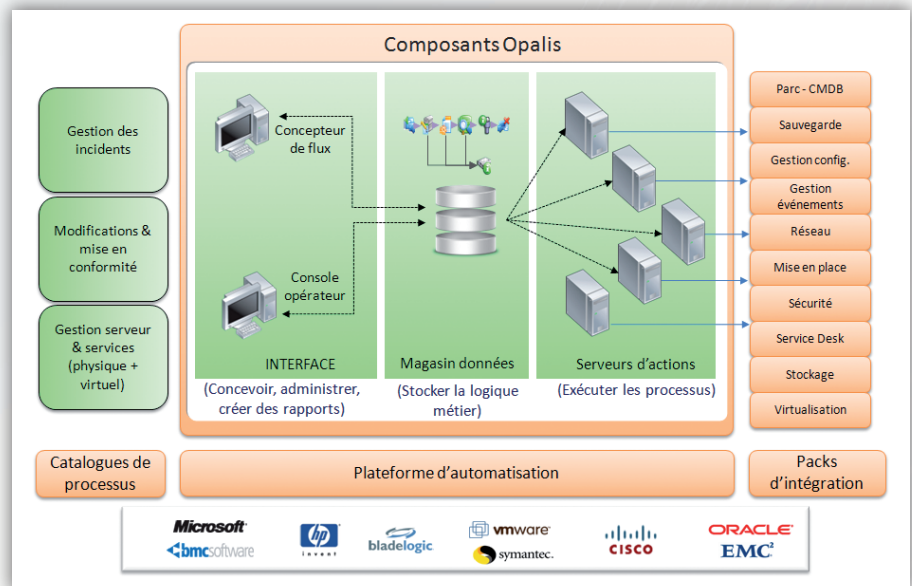 Composants Opalis
Gestion des
incidents
Modifications &
mise en
conformité
Gestion serveur
& services
(physique +
virtuel)
Concepteur
de flux
Console
opérateur
INTERFACE
(Concevoir, administrer,
créer des rapports)
Magasin données
(Stocker la logique
métier)
Serveurs d'actions
(Exécuter les processus)
Parc - CMDB
Sauvegarde
Gestion config.
Gestion
événements
Réseau
Mise en place
Sécurité
Service Desk
Stockage
Virtualisation
Catalogues de
processus
Plateforme d'automatisation
Packs
d'intégration
Microsoft
bmcsoftware
hp
invent
bladelogic
vmware
symantec.
CISCO
ORACLE
EMC²